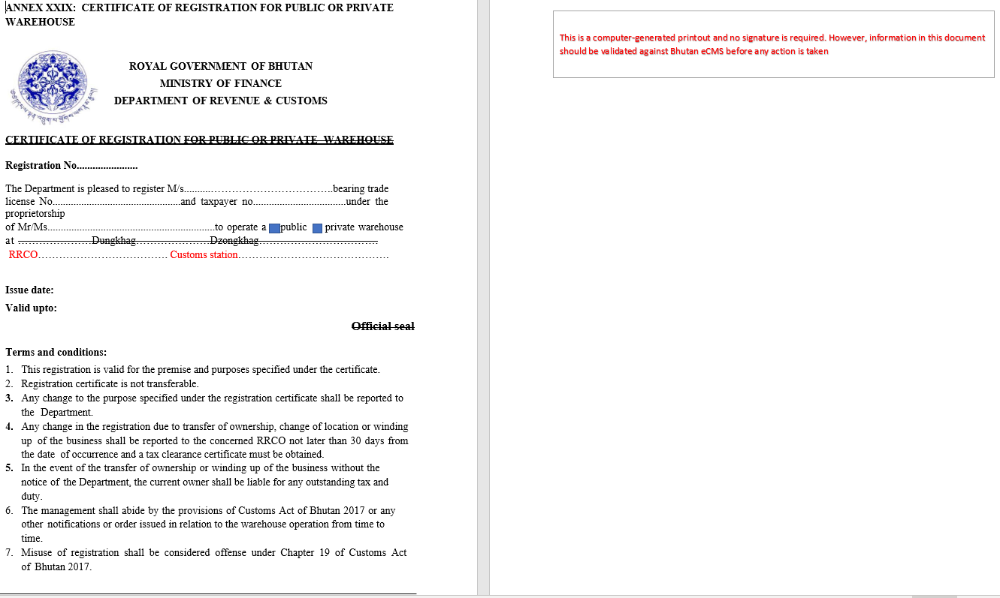 ANNEX XXIX: CERTIFICATE OF REGISTRATION FOR PUBLIC OR PRIVATE
WAREHOUSE
ROYAL GOVERNMENT OF BHUTAN
MINISTRY OF FINANCE
DEPARTMENT OF REVENUE & CUSTOMS
CERTIFICATE OF REGISTRATION FOR PUBLIC OR PRIVATE WAREHOUSE
Registration No.......................
The Department is pleased to register M/s..........…………………………………..bearing trade
license No.................................................and taxpayer no....................................under the
proprietorship
of Mr/Ms................................................................to operate a public private warehouse
at …………………Dungkhag…………………Dzongkhag……………………………
RRCO………………………………. Customs station…………………………………….
Issue date:
Valid upto:
Official seal
Terms and conditions:
1. This registration is valid for the premise and purposes specified under the certificate.
2. Registration certificate is not transferable.
3. Any change to the purpose specified under the registration certificate shall be reported to
the Department.
4. Any change in the registration due to transfer of ownership, change of location or winding
up of the business shall be reported to the concerned RRCO not later than 30 days from
the date of occurrence and a tax clearance certificate must be obtained.
5. In the event of the transfer of ownership or winding up of the business without the
notice of the Department, the current owner shall be liable for any outstanding tax and
duty.
6. The management shall abide by the provisions of Customs Act of Bhutan 2017 or any
other notifications or order issued in relation to the warehouse operation from time to
time.
7. Misuse of registration shall be considered offense under Chapter 19 of Customs Act
of Bhutan 2017.
This is a computer-generated printout and no signature is required. However, information in this document
should be validated against Bhutan eCMS before any action is taken